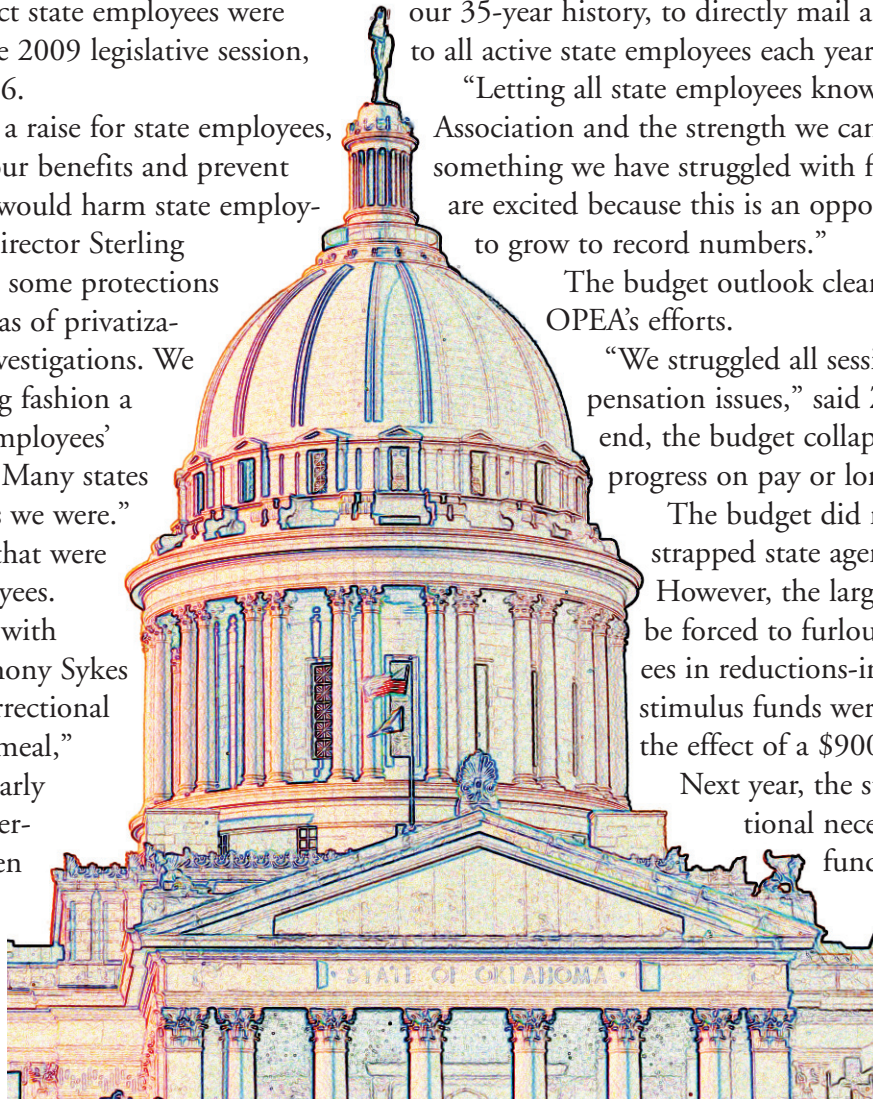 ct state employees were
e 2009 legislative session,
6.
a raise for state employees,
our benefits and prevent
would harm state employ-
irector Sterling
some protections
as of privatiza-
vestigations. We
g fashion a
mployees’
Many states
s we were.”
that were
yees.
with
hony Sykes
rrectional
meal,”
arly
er-
en
our 35-year history, to directly mail a
to all active state employees each year
“Letting all state employees know
Association and the strength we can
something we have struggled with f
are excited because this is an oppo
to grow to record numbers.”
The budget outlook clear
OPEA’s efforts.
“We struggled all sessi
pensation issues,” said Z
end, the budget collap
progress on pay or lon
The budget did n
strapped state agen
However, the larg
be forced to furlou
ees in reductions-in
stimulus funds wer
the effect of a $900
Next year, the s
tional nece
fund
STATE OF OKLAHOMA